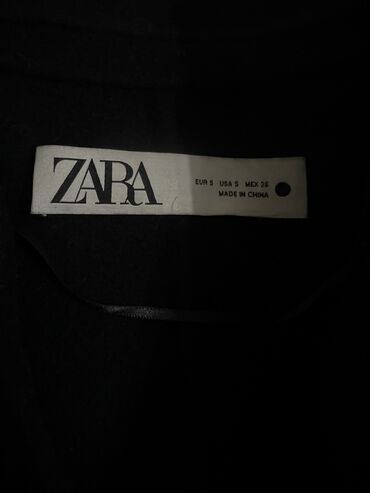 ZARA
EUR S USA S MEX 26
MADE IN CHINA